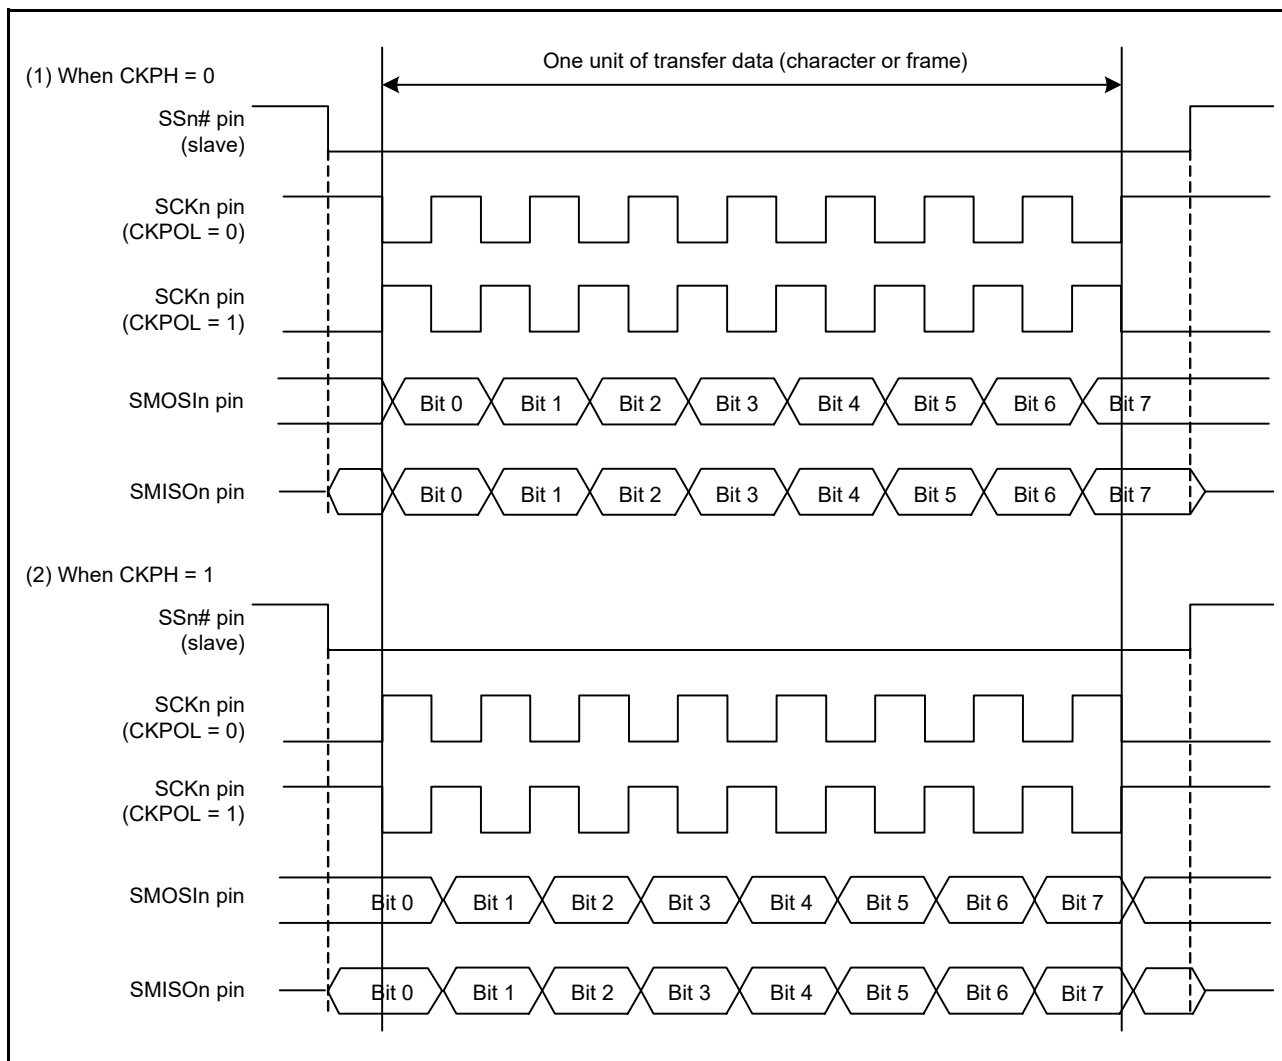 One unit of transfer data (character or frame)
(1) When CKPH = 0
SSn# pin
(slave)
SCKn pin
(CKPOL = 0)
SCKn pin
(CKPOL = 1)
SMOSIn pin
Bit 0 Bit 1 Bit 2 Bit 3 Bit 4 Bit 5 Bit 6 Bit 7
SMISOn pin
Bit 0 Bit 1 Bit 2 Bit 3 Bit 4 Bit 5 Bit 6 Bit 7
(2) When CKPH = 1
SSn# pin
(slave)
SCKn pin
(CKPOL = 0)
SCKn pin
(CKPOL = 1)
SMOSIn pin
Bit 0 Bit 1 Bit 2 Bit 3 Bit 4 Bit 5 Bit 6 Bit 7
SMISOn pin
Bit 0 Bit 1 Bit 2 Bit 3 Bit 4 Bit 5 Bit 6 Bit 7